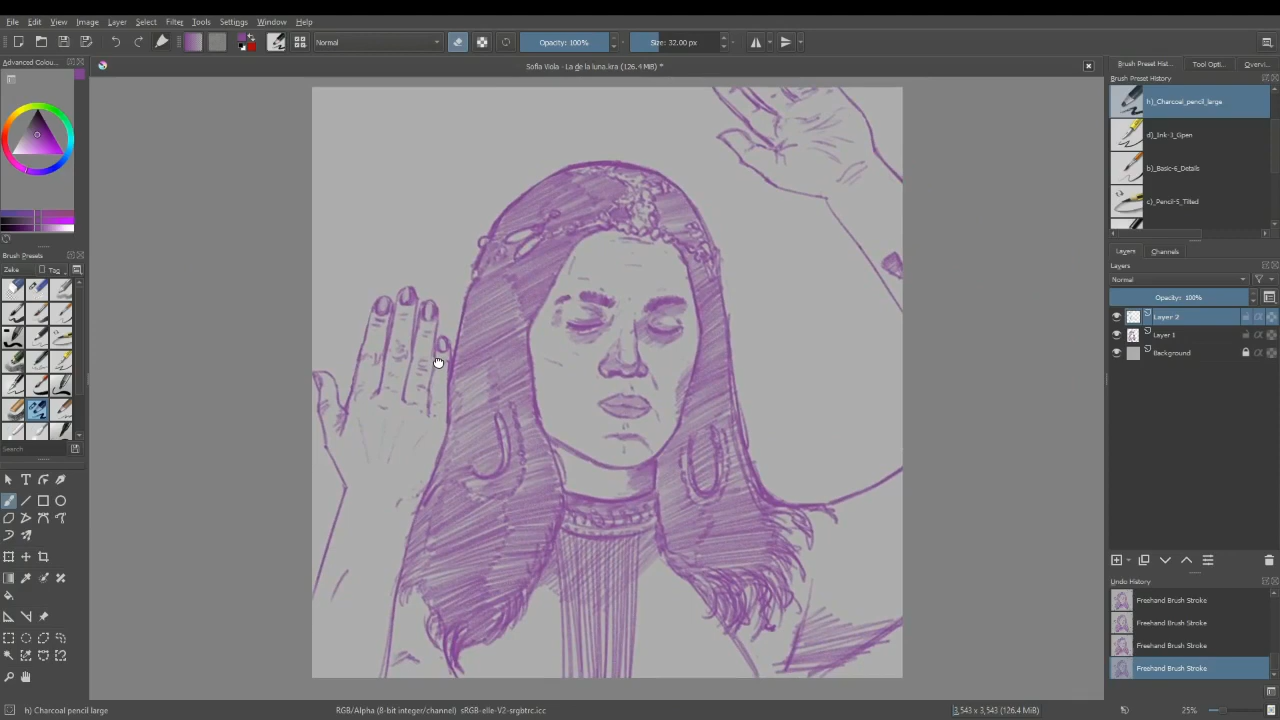 File Edit View Image Layer Select Filter Tools Settings Window Help
Normal
Opacity: 100%
Size: 32.00 px
Advanced Colou...
Sofia Viola - La de la luna.kra (126.4 MiB) *
Brush Preset Hist...
Tool Opti...
Overvi...
Brush Preset History
h)_Charcoal_pencil_large
d)_Ink-3_Gpen
b)_Basic-6_Details
c)_Pencil-5_Tilted
Layers
Channels
Layers
Normal
Opacity: 100%
Layer 2
Layer 1
Background
Brush Presets
Zeke
Tag
Search
Undo History
Freehand Brush Stroke
Freehand Brush Stroke
Freehand Brush Stroke
Freehand Brush Stroke
h) Charcoal pencil large
RGB/Alpha (8-bit integer/channel) sRGB-elle-V2-srgbtrc.icc
3,543 x 3,543 (126.4 MiB)
25%